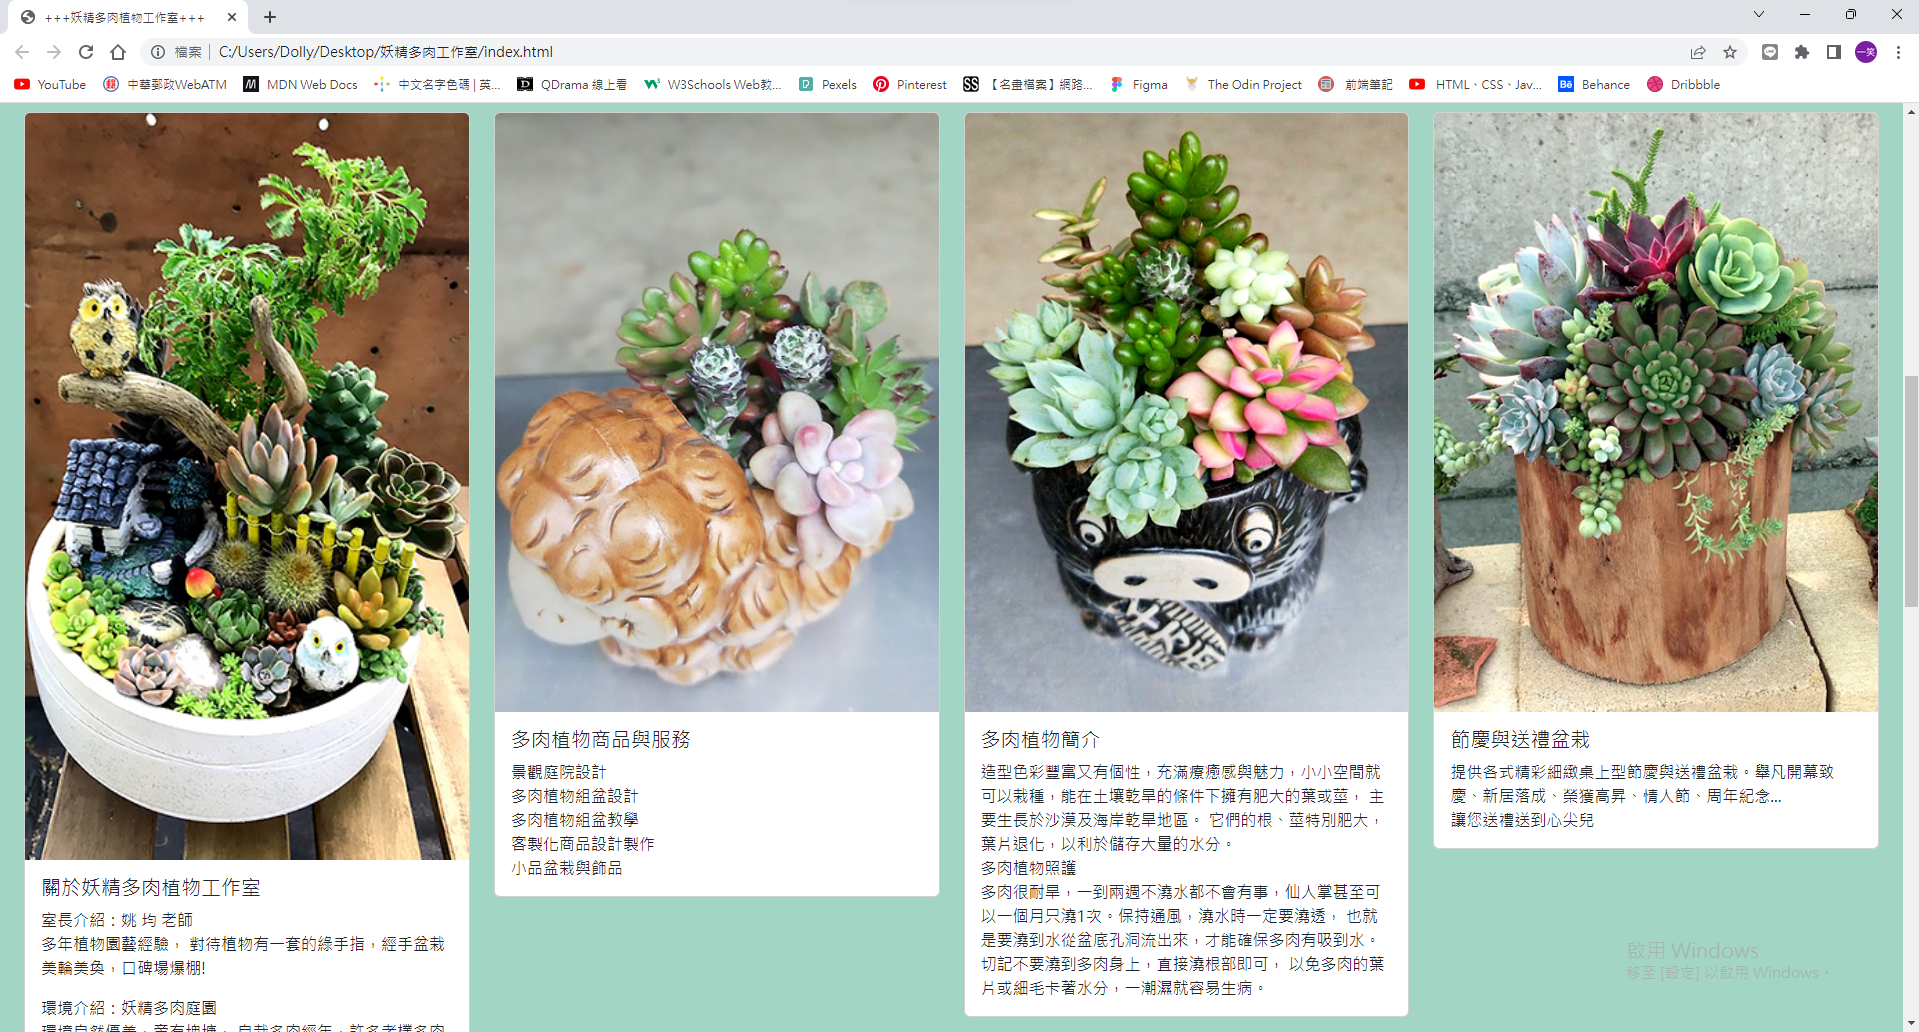 +++妖精多肉植物工作室+++
檔案 | C:/Users/Dolly/Desktop/妖精多肉工作室/index.html
YouTube
中華郵政WebATM
MDN Web Docs
中文名字色碼 | 英...
QDrama 線上看
W3Schools Web教...
Pexels
Pinterest
【名畫檔案】網路...
Figma
The Odin Project
前端筆記
HTML、CSS、Jav...
Behance
Dribbble
一笑
關於妖精多肉植物工作室
室長介紹：姚 均 老師
多年植物園藝經驗， 對待植物有一套的綠手指，經手盆栽
美輪美奐，口碑場爆棚!
環境介紹：妖精多肉庭園
多肉植物商品與服務
景觀庭院設計
多肉植物組盆設計
多肉植物組盆教學
客製化商品設計製作
小品盆栽與飾品
多肉植物簡介
造型色彩豐富又有個性，充滿療癒感與魅力，小小空間就
可以栽種，能在土壤乾旱的條件下擁有肥大的葉或莖， 主
要生長於沙漠及海岸乾旱地區。 它們的根、莖特別肥大，
葉片退化，以利於儲存大量的水分。
多肉植物照護
多肉很耐旱，一到兩週不澆水都不會有事，仙人掌甚至可
以一個月只澆1次。保持通風，澆水時一定要澆透， 也就
是要澆到水從盆底孔洞流出來，才能確保多肉有吸到水。
切記不要澆到多肉身上，直接澆根部即可， 以免多肉的葉
片或細毛卡著水分，一潮濕就容易生病。
節慶與送禮盆栽
提供各式精彩細緻桌上型節慶與送禮盆栽。舉凡開幕致
慶、新居落成、榮獲高昇、情人節、周年紀念...
讓您送禮送到心尖兒
啟用 Windows
移至 [設定] 以啟用 Windows。